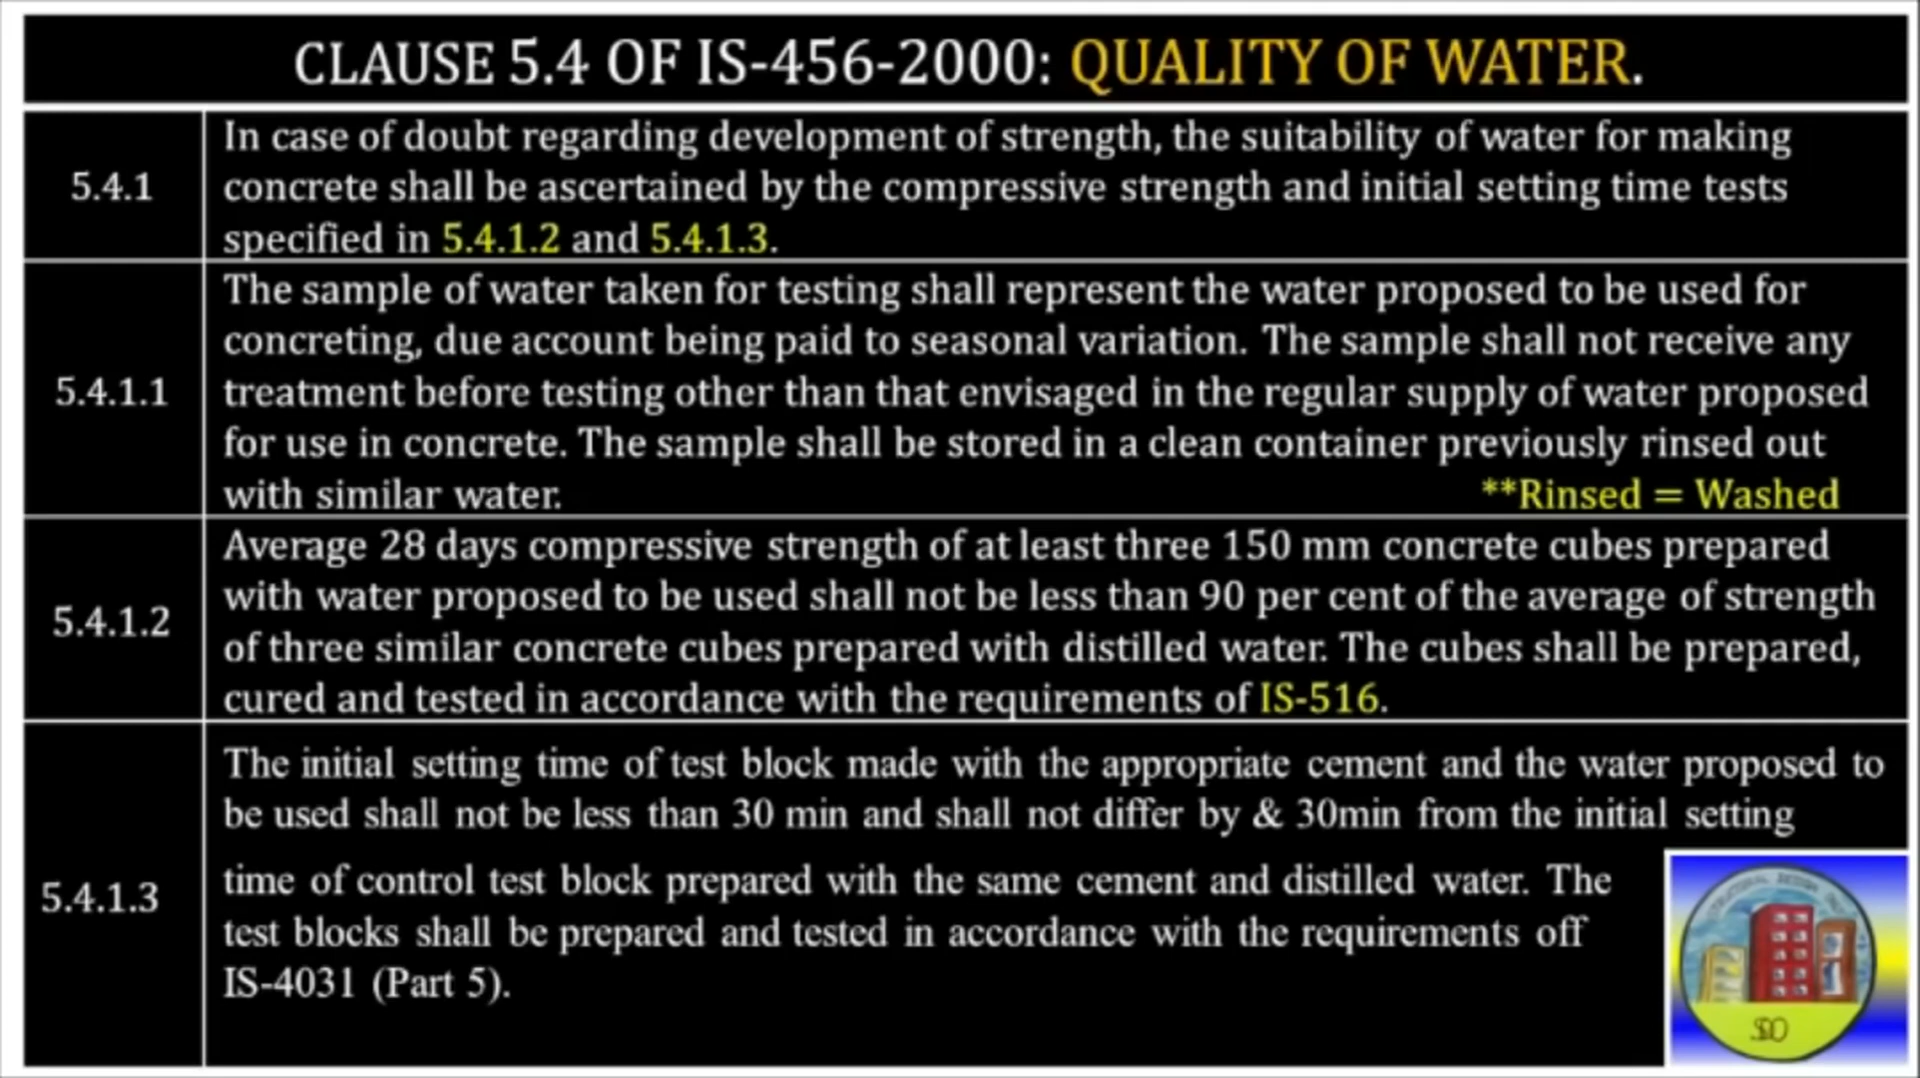 CLAUSE 5.4 OF IS-456-2000: QUALITY OF WATER.
5.4.1
In case of doubt regarding development of strength, the suitability of water for making
concrete shall be ascertained by the compressive strength and initial setting time tests
specified in 5.4.1.2 and 5.4.1.3.
5.4.1.1
The sample of water taken for testing shall represent the water proposed to be used for
concreting, due account being paid to seasonal variation. The sample shall not receive any
treatment before testing other than that envisaged in the regular supply of water proposed
for use in concrete. The sample shall be stored in a clean container previously rinsed out
with similar water. **Rinsed = Washed
5.4.1.2
Average 28 days compressive strength of at least three 150 mm concrete cubes prepared
with water proposed to be used shall not be less than 90 per cent of the average of strength
of three similar concrete cubes prepared with distilled water. The cubes shall be prepared,
cured and tested in accordance with the requirements of IS-516.
5.4.1.3
The initial setting time of test block made with the appropriate cement and the water proposed to
be used shall not be less than 30 min and shall not differ by & 30min from the initial setting
time of control test block prepared with the same cement and distilled water. The
test blocks shall be prepared and tested in accordance with the requirements off
IS-4031 (Part 5).